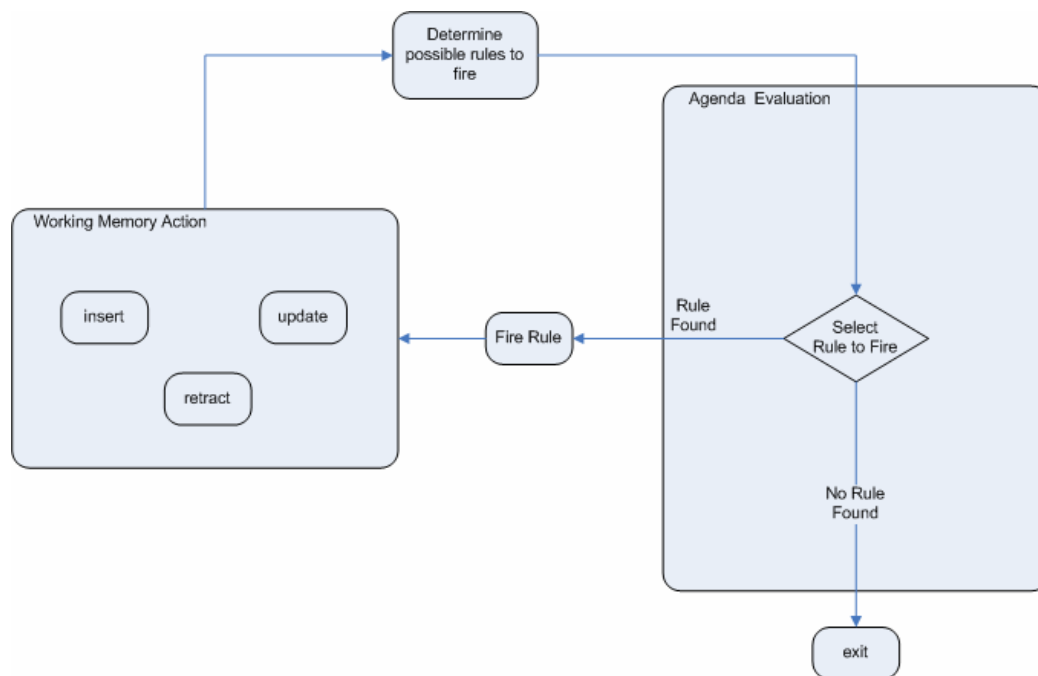 Determine
possible rules to
fire
Agenda Evaluation
Working Memory Action
insert
update
retract
Fire Rule
Rule
Found
Select
Rule to Fire
No Rule
Found
exit